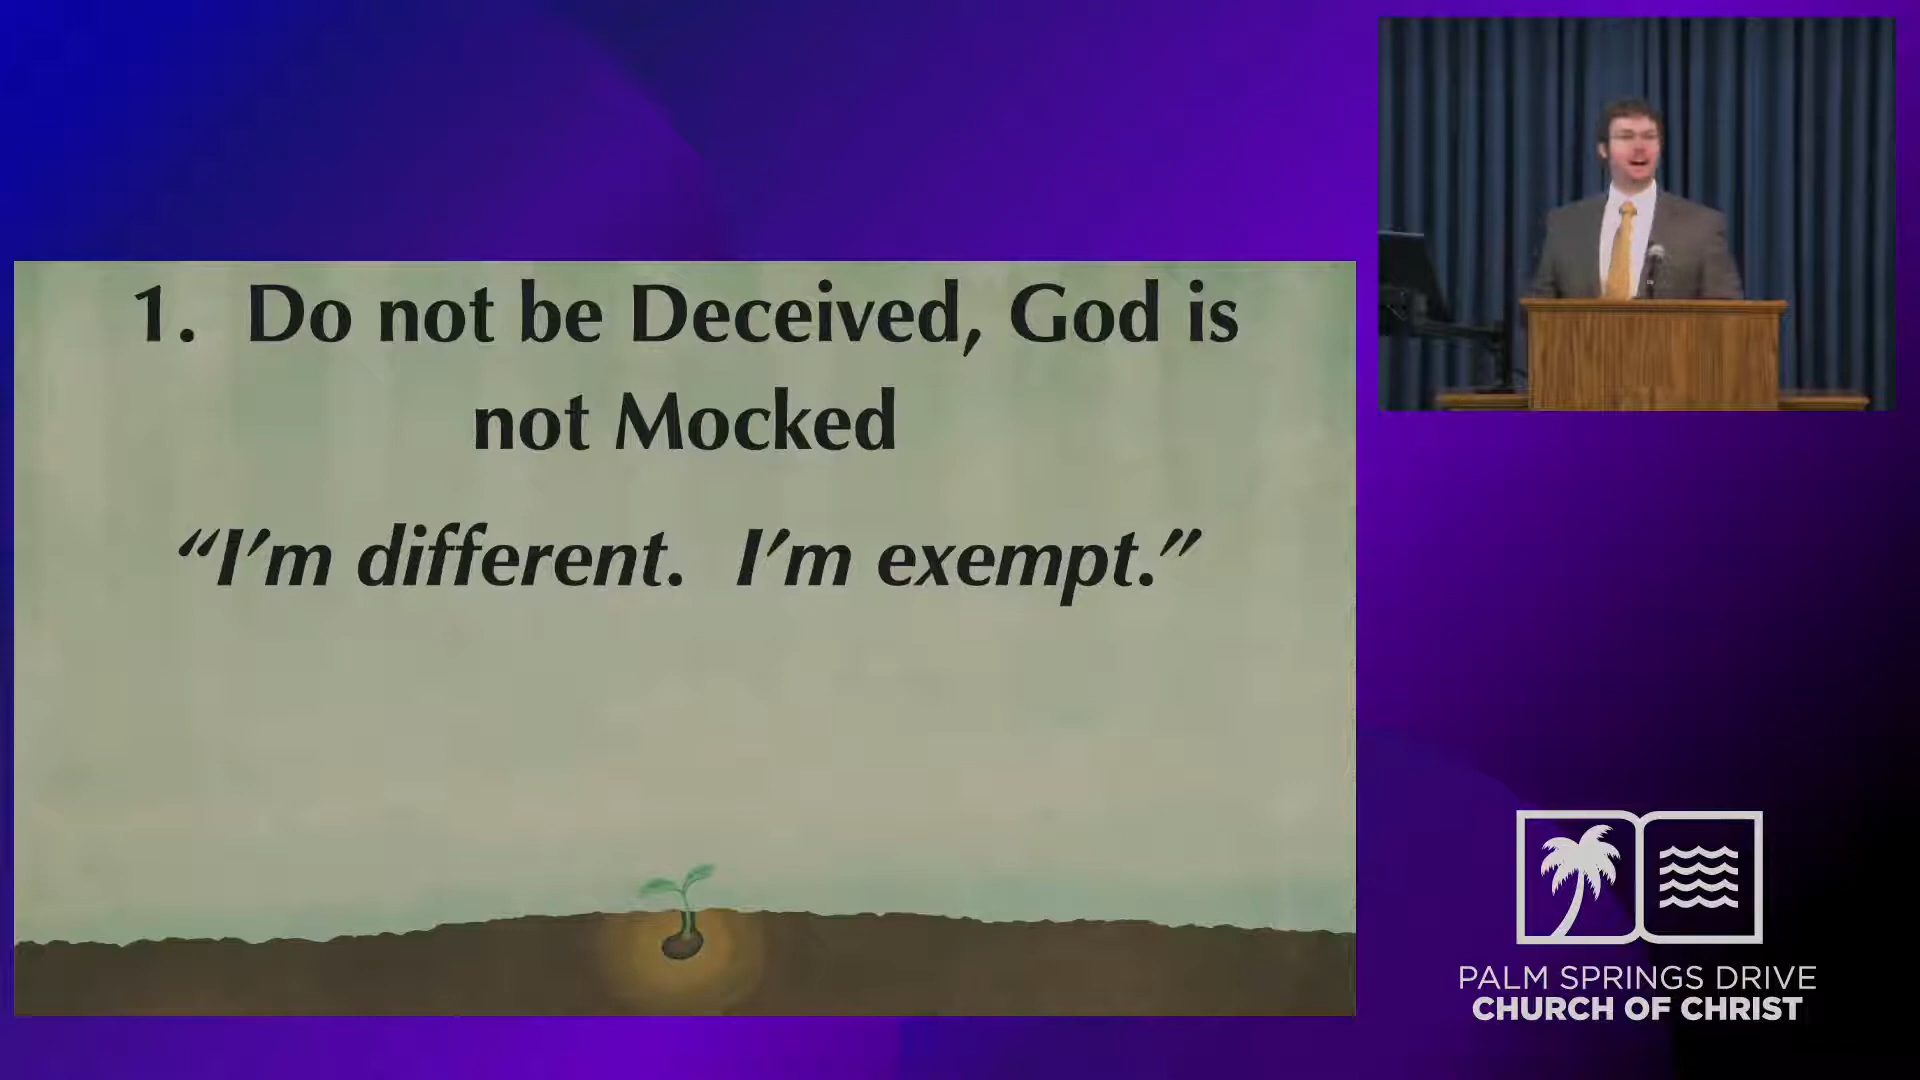 1. Do not be Deceived, God is
not Mocked
“I’m different. I’m exempt.”
PALM SPRINGS DRIVE
CHURCH OF CHRIST